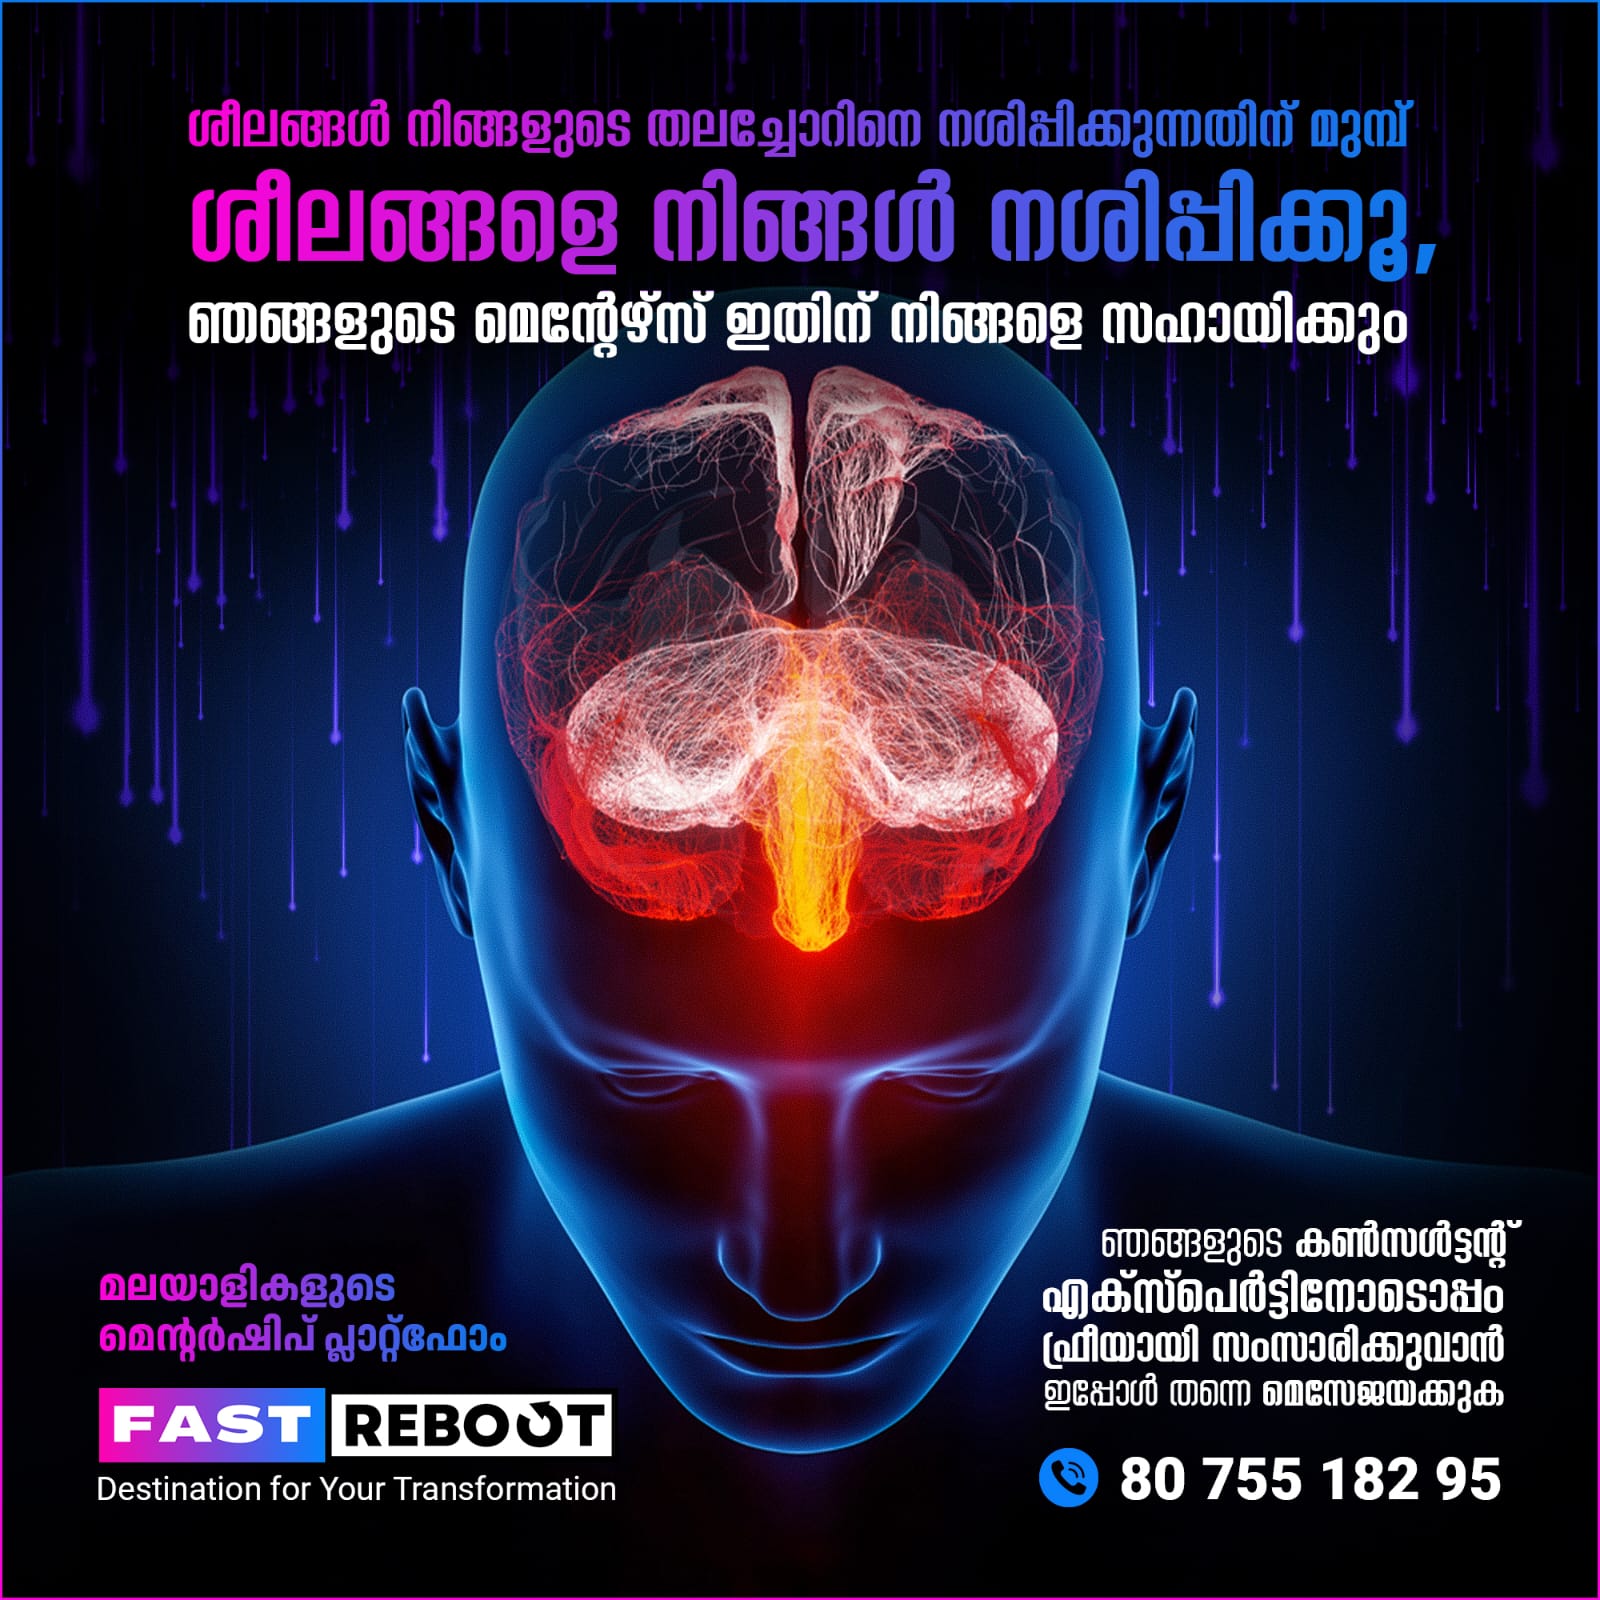 ശീലങ്ങൾ നിങ്ങളുടെ തലച്ചോറിനെ നശിപ്പിക്കുന്നതിന് മുമ്പ്
ശീലങ്ങളെ നിങ്ങൾ നശിപ്പിക്കൂ,
ഞങ്ങളുടെ മെന്റേഴ്സ് ഇതിന് നിങ്ങളെ സഹായിക്കും
മലയാളികളുടെ
മെന്റർഷിപ് പ്ലാറ്റ്ഫോം
FAST REBOOT
Destination for Your Transformation
ഞങ്ങളുടെ കൺസൾട്ടന്റ്
എക്സ്പെർട്ടിനോടൊപ്പം
ഫ്രീയായി സംസാരിക്കുവാൻ
ഇപ്പോൾ തന്നെ മെസേജയക്കുക
80 755 182 95